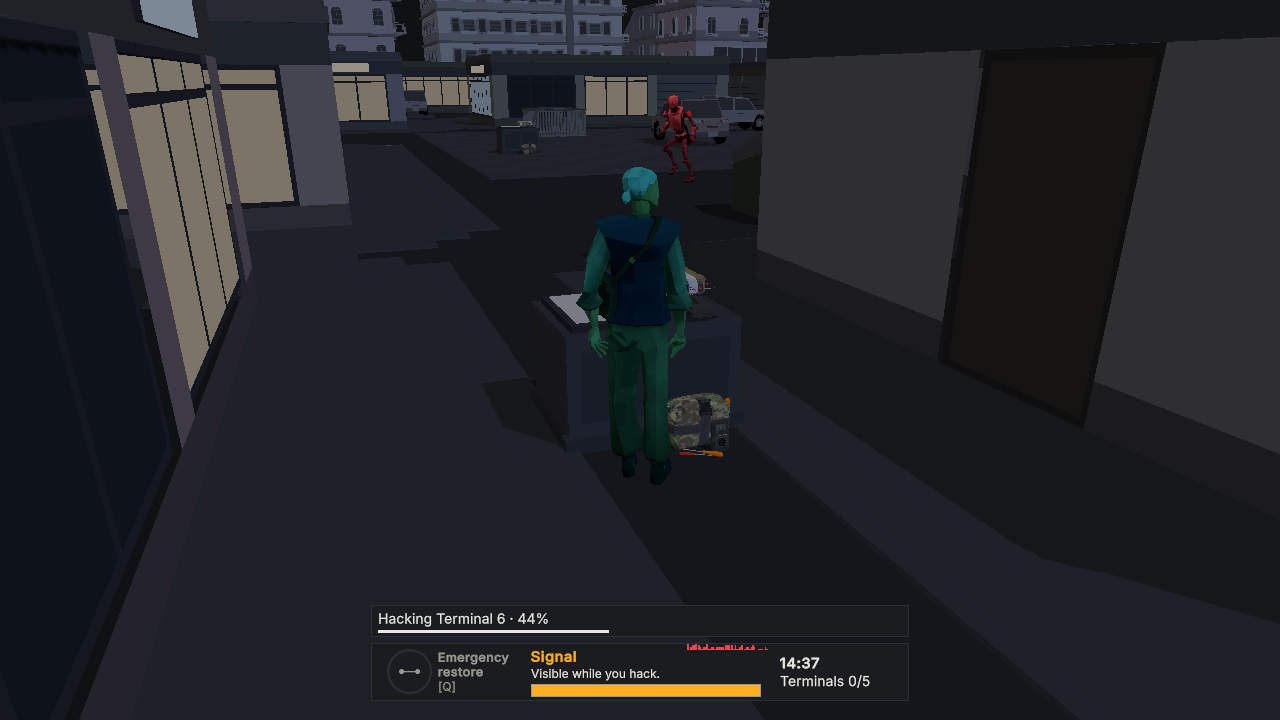 Hacking Terminal 6 · 44%
Emergency
restore
[Q]
Signal
Visible while you hack.
14:37
Terminals 0/5